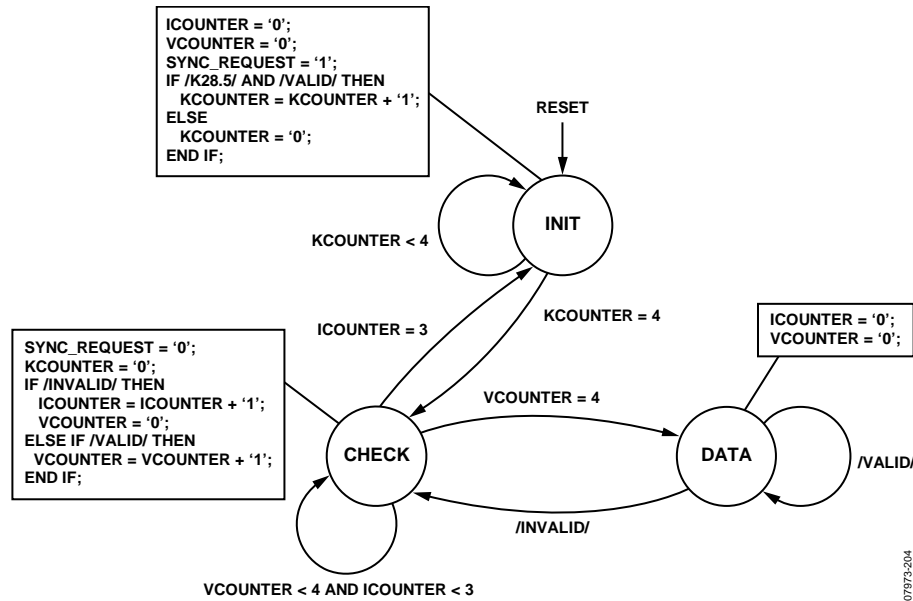 ICOUNTER = ‘0’;
VCOUNTER = ‘0’;
SYNC_REQUEST = ‘1’;
IF /K28.5/ AND /VALID/ THEN
KCOUNTER = KCOUNTER + ‘1’;
ELSE
KCOUNTER = ‘0’;
END IF;
RESET
INIT
KCOUNTER < 4
ICOUNTER = 3
KCOUNTER = 4
ICOUNTER = ‘0’;
VCOUNTER = ‘0’;
SYNC_REQUEST = ‘0’;
KCOUNTER = ‘0’;
IF /INVALID/ THEN
ICOUNTER = ICOUNTER + ‘1’;
VCOUNTER = ‘0’;
ELSE IF /VALID/ THEN
VCOUNTER = VCOUNTER + ‘1’;
END IF;
VCOUNTER = 4
CHECK
DATA
/VALID/
/INVALID/
VCOUNTER < 4 AND ICOUNTER < 3
07973-204